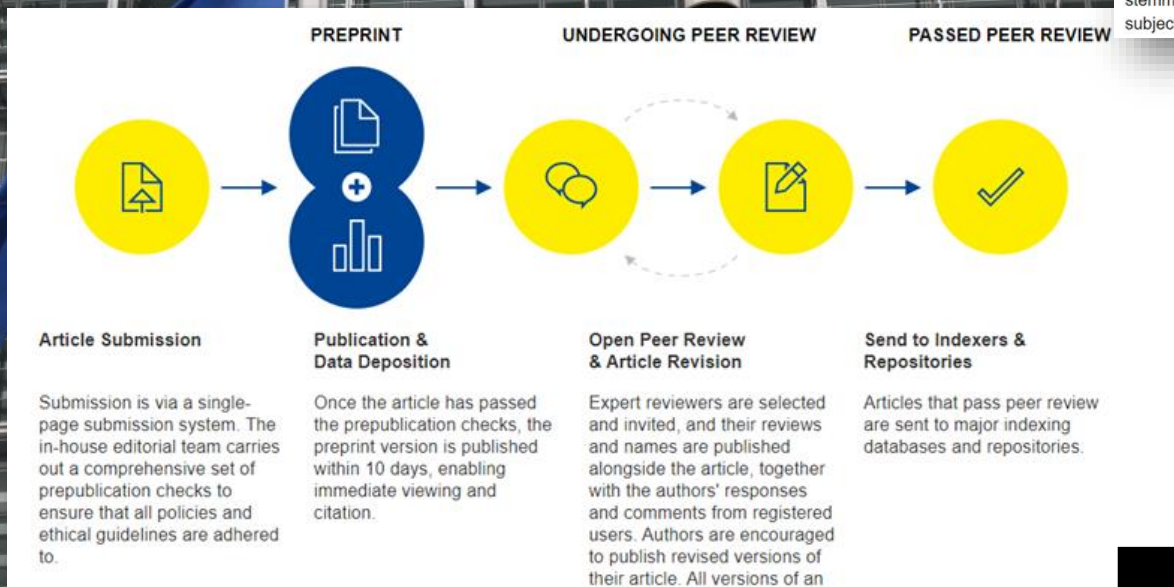 stemm
subjec
PREPRINT
UNDERGOING PEER REVIEW
PASSED PEER REVIEW
Article Submission
Submission is via a single-
page submission system. The
in-house editorial team carries
out a comprehensive set of
prepublication checks to
ensure that all policies and
ethical guidelines are adhered
to.
Publication &
Data Deposition
Once the article has passed
the prepublication checks, the
preprint version is published
within 10 days, enabling
immediate viewing and
citation.
Open Peer Review
& Article Revision
Expert reviewers are selected
and invited, and their reviews
and names are published
alongside the article, together
with the authors' responses
and comments from registered
users. Authors are encouraged
to publish revised versions of
their article. All versions of an
Send to Indexers &
Repositories
Articles that pass peer review
are sent to major indexing
databases and repositories.